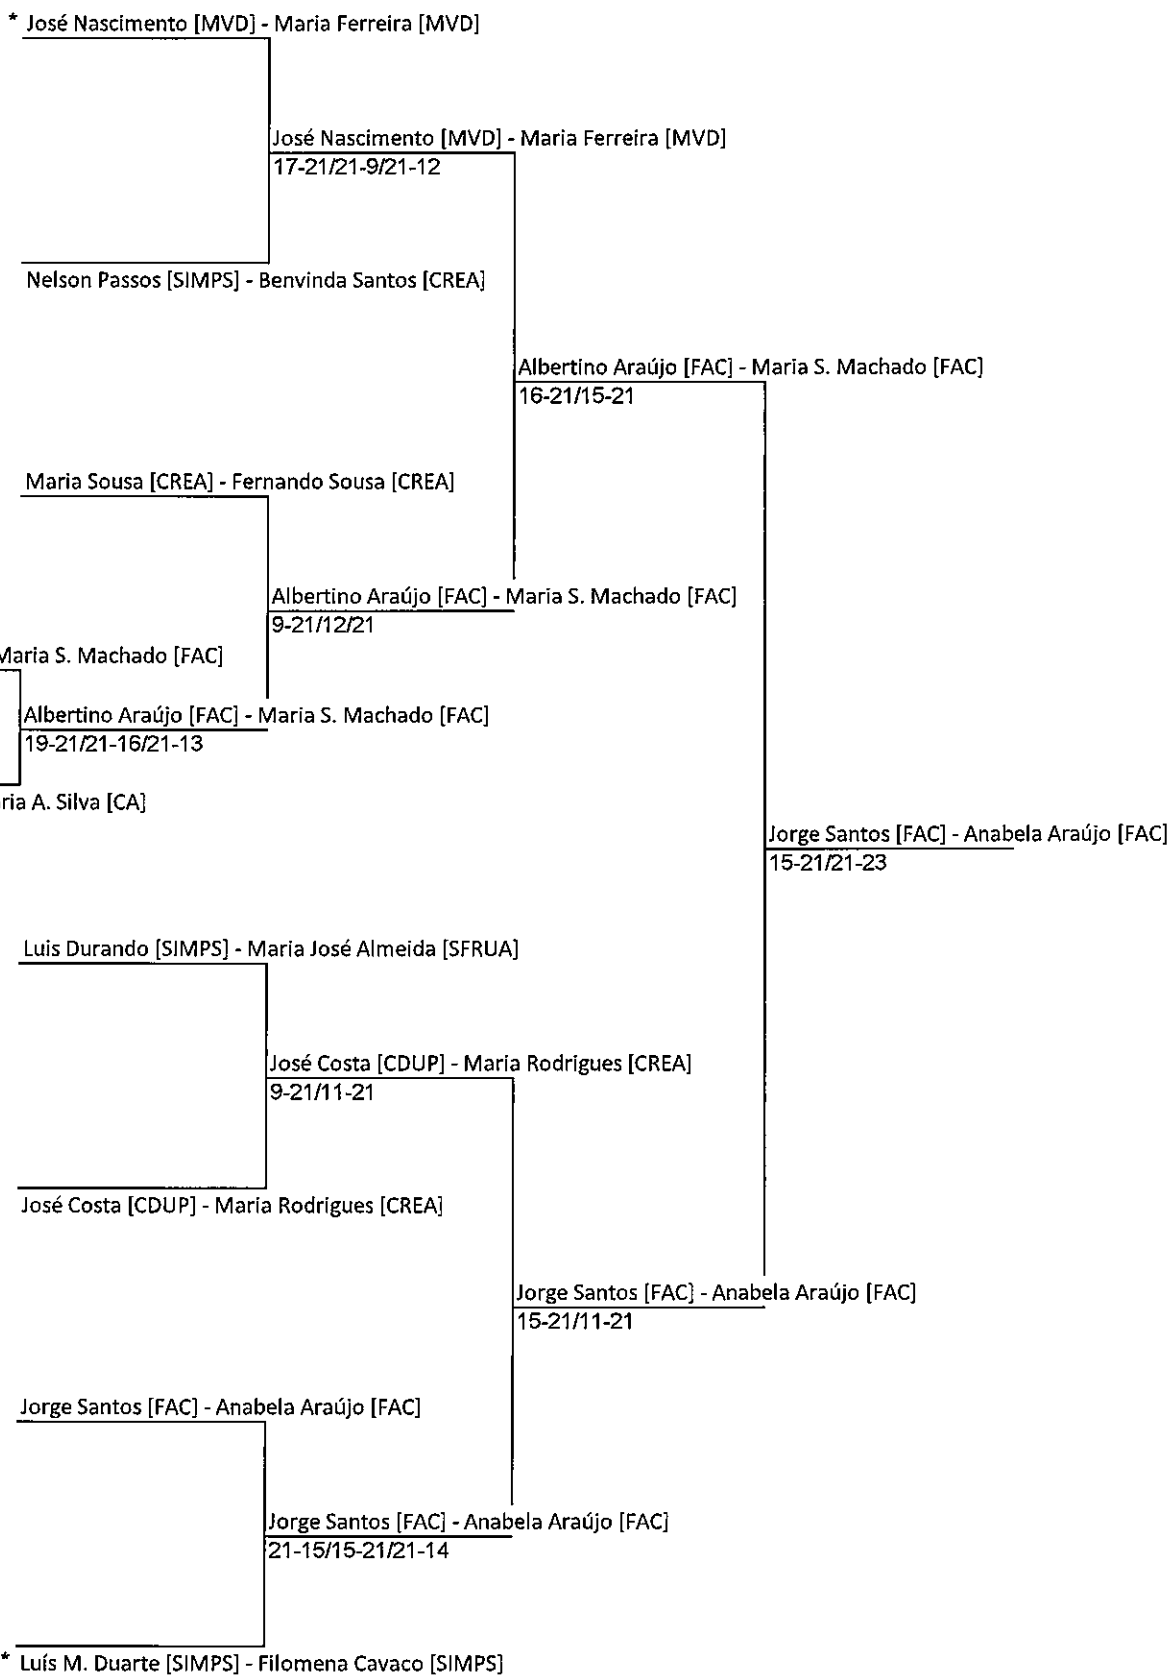 * José Nascimento [MVD] - Maria Ferreira [MVD]
José Nascimento [MVD] - Maria Ferreira [MVD]
17-21/21-9/21-12
Nelson Passos [SIMPS] - Benvinda Santos [CREA]
Albertino Araújo [FAC] - Maria S. Machado [FAC]
16-21/15-21
Maria Sousa [CREA] - Fernando Sousa [CREA]
Albertino Araújo [FAC] - Maria S. Machado [FAC]
9-21/12/21
Maria S. Machado [FAC]
Albertino Araújo [FAC] - Maria S. Machado [FAC]
19-21/21-16/21-13
ria A. Silva [CA]
Jorge Santos [FAC] - Anabela Araújo [FAC]
15-21/21-23
Luis Durando [SIMPS] - Maria José Almeida [SFRUA]
José Costa [CDUP] - Maria Rodrigues [CREA]
9-21/11-21
José Costa [CDUP] - Maria Rodrigues [CREA]
Jorge Santos [FAC] - Anabela Araújo [FAC]
15-21/11-21
Jorge Santos [FAC] - Anabela Araújo [FAC]
Jorge Santos [FAC] - Anabela Araújo [FAC]
21-15/15-21/21-14
* Luís M. Duarte [SIMPS] - Filomena Cavaco [SIMPS]